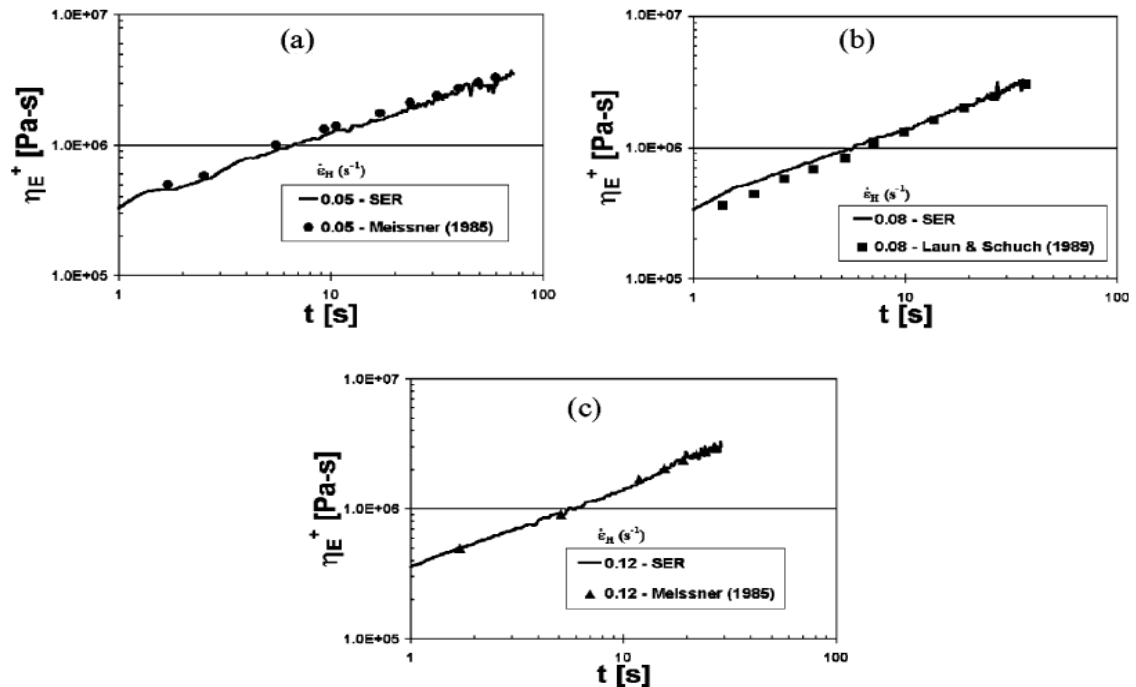 (a)
1.0E+07
1.0E+06
1.0E+05
ηE+ [Pa-s]
ε̇H (s-1)
0.05 - SER
0.05 - Meissner (1985)
1 10 100
t [s]
(b)
1.0E+07
1.0E+06
1.0E+05
ηE+ [Pa-s]
ε̇H (s-1)
0.08 - SER
0.08 - Laun & Schuch (1989)
1 10 100
t [s]
(c)
1.0E+07
1.0E+06
1.0E+05
ηE+ [Pa-s]
ε̇H (s-1)
0.12 - SER
0.12 - Meissner (1985)
1 10 100
t [s]